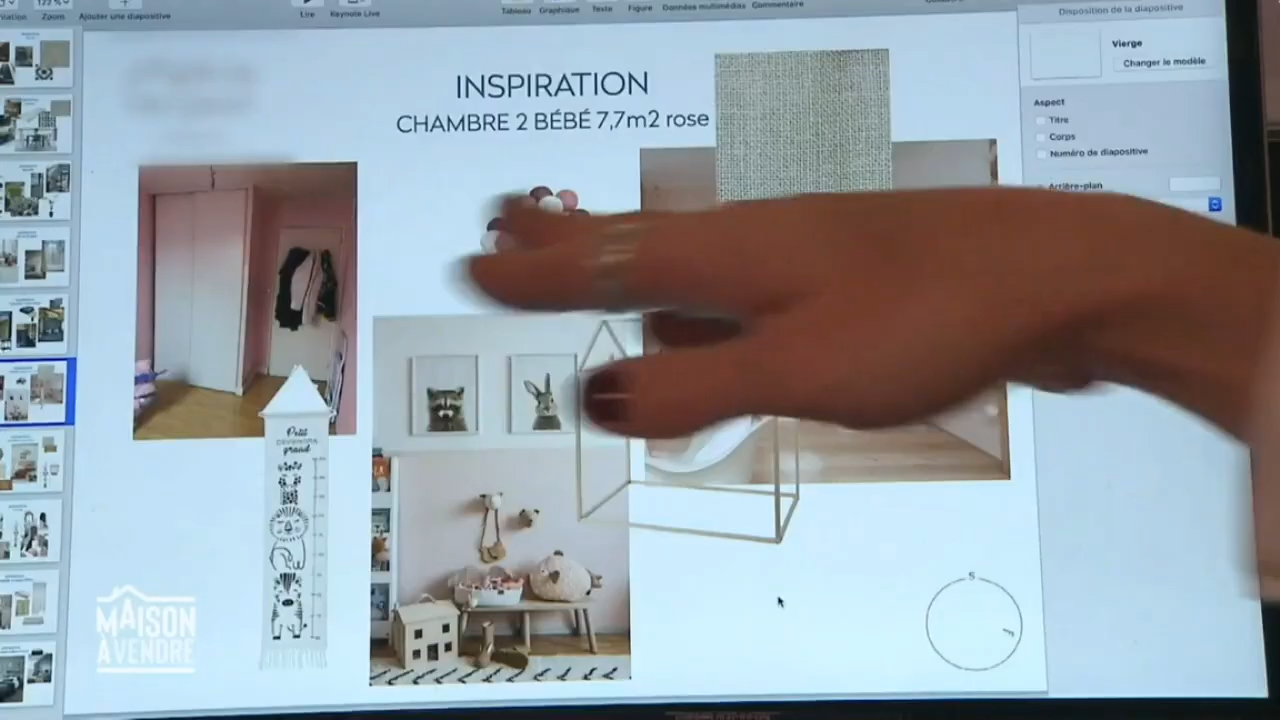 Zoom
Ajouter une diapositive
Lire
Keynote Live
Tableau
Graphique
Texte
Figure
Données multimédias
Commentaire
Disposition de la diapositive
Vierge
Changer le modèle
Aspect
Titre
Corps
Numéro de diapositive
Arrière-plan
INSPIRATION
CHAMBRE 2 BÉBÉ 7,7m2 rose
Petit
DEVIENDRA
grand
S
MAISON
À VENDRE